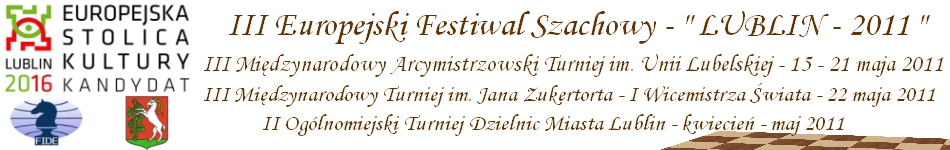 EUROPEJSKA
STOLICA
KULTURY
LUBLIN
2016
KANDYDAT
FIDE
III Europejski Festiwal Szachowy - " LUBLIN - 2011 "
III Międzynarodowy Arcymistrzowski Turniej im. Unii Lubelskiej - 15 - 21 maja 2011
III Międzynarodowy Turniej im. Jana Zukertorta - I Wicemistrza Świata - 22 maja 2011
II Ogólnomiejski Turniej Dzielnic Miasta Lublin - kwiecień - maj 2011